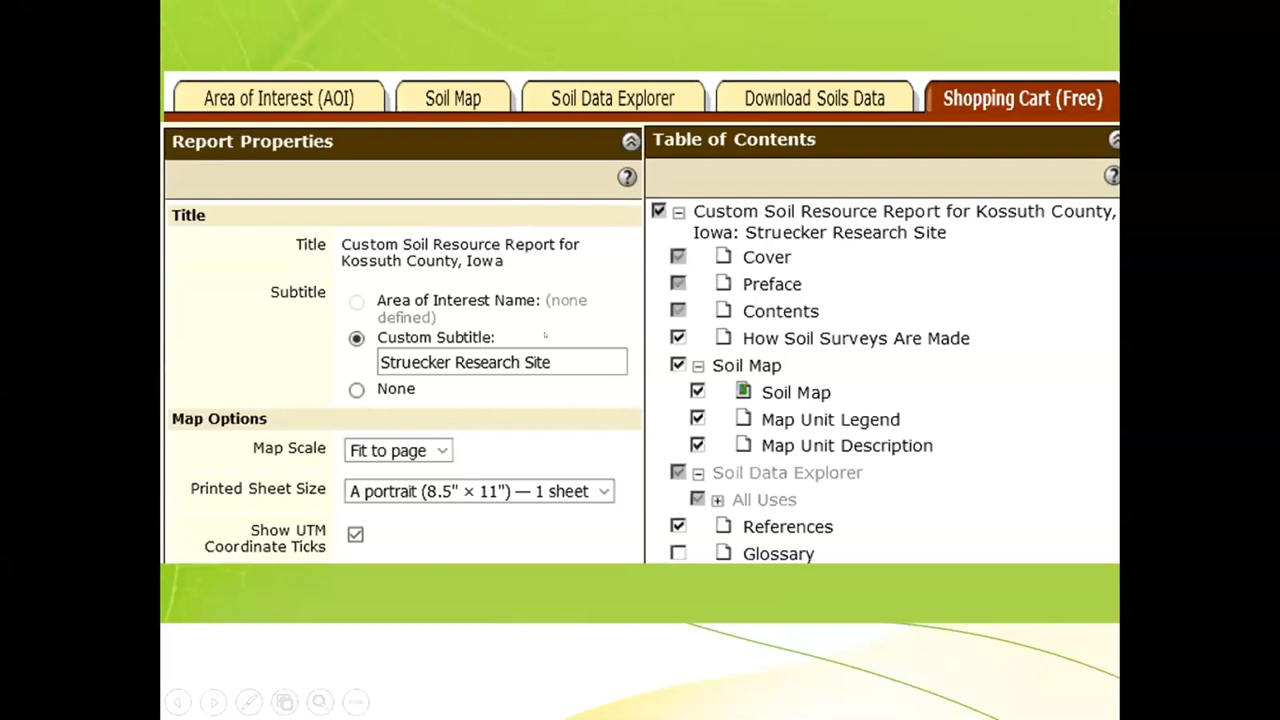 Area of Interest (AOI)
Soil Map
Soil Data Explorer
Download Soils Data
Shopping Cart (Free)
Report Properties
?
Title
Title
Custom Soil Resource Report for
Kossuth County, Iowa
Subtitle
Area of Interest Name: (none
defined)
Custom Subtitle:
Struecker Research Site
None
Map Options
Map Scale
Fit to page
Printed Sheet Size
A portrait (8.5" × 11") — 1 sheet
Show UTM
Coordinate Ticks
Table of Contents
?
Custom Soil Resource Report for Kossuth County,
Iowa: Struecker Research Site
Cover
Preface
Contents
How Soil Surveys Are Made
Soil Map
Soil Map
Map Unit Legend
Map Unit Description
Soil Data Explorer
All Uses
References
Glossary